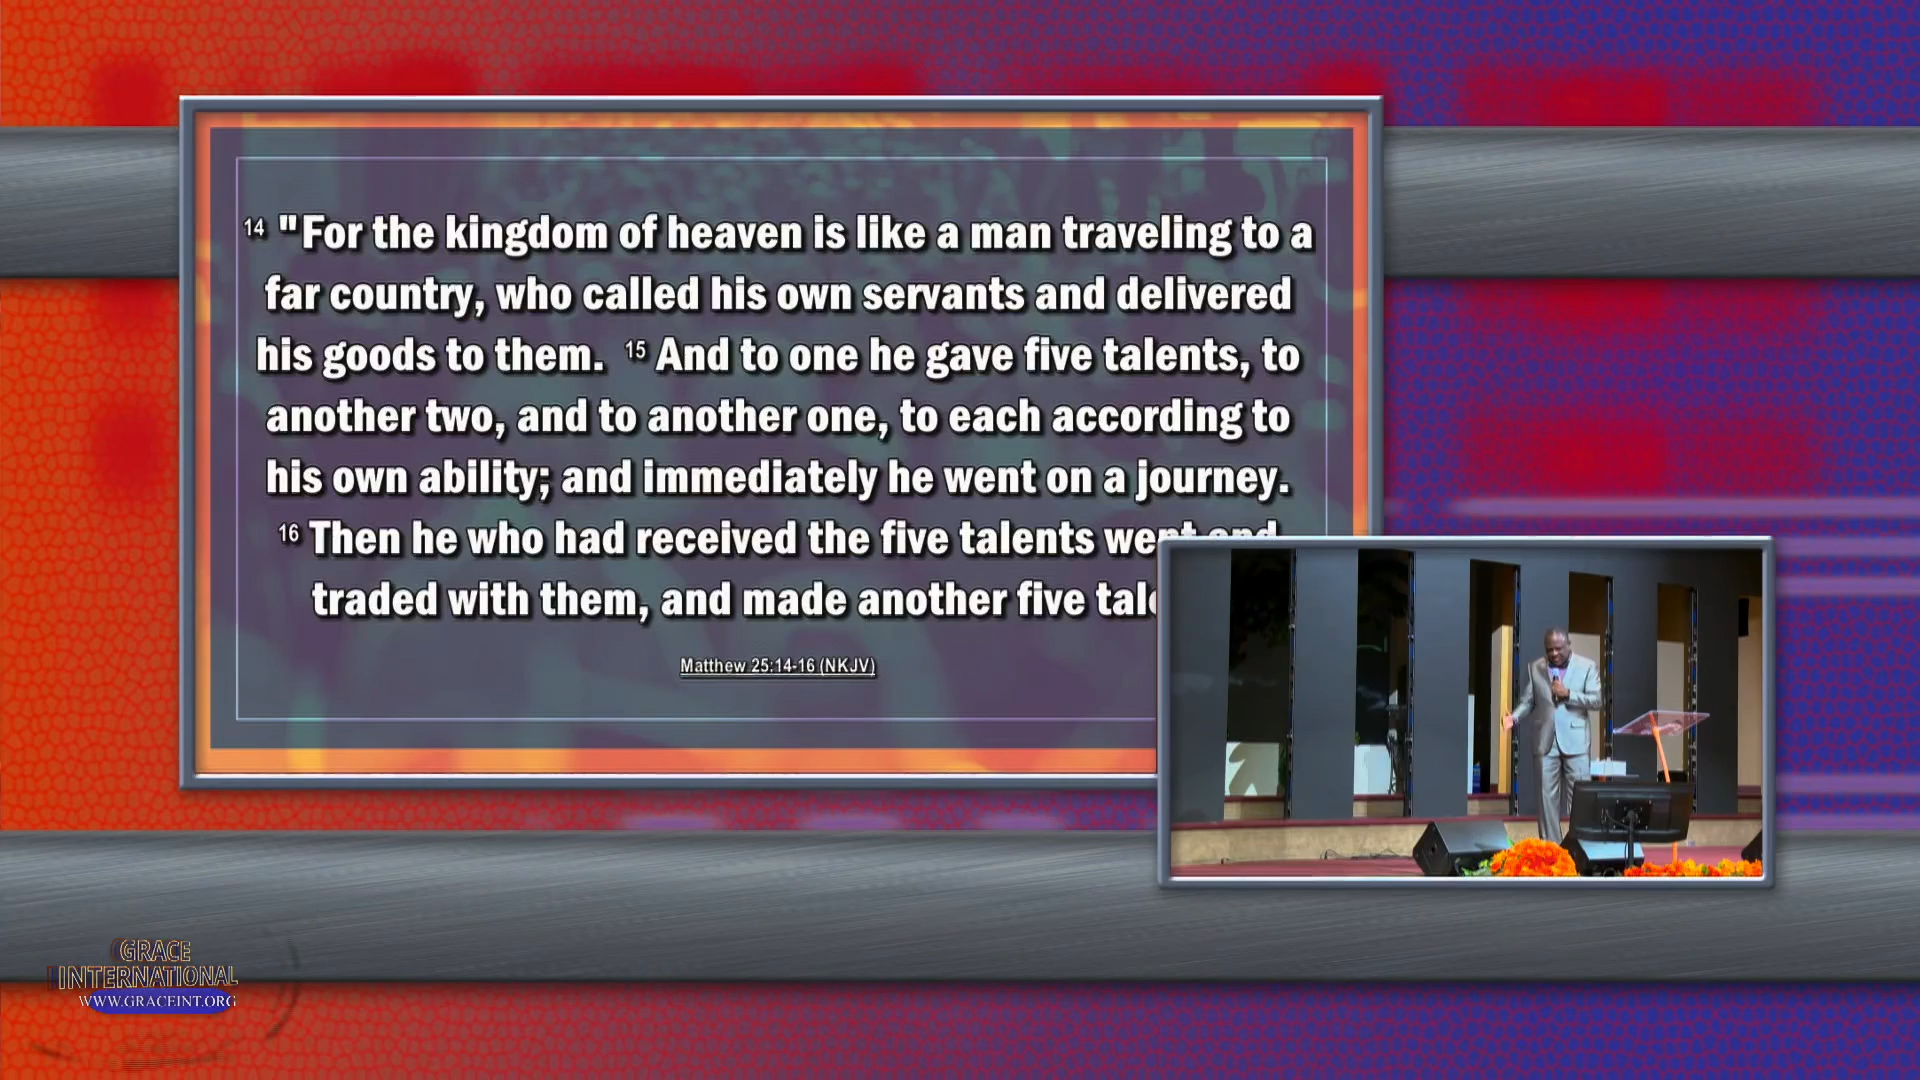 14 "For the kingdom of heaven is like a man traveling to a
far country, who called his own servants and delivered
his goods to them. 15 And to one he gave five talents, to
another two, and to another one, to each according to
his own ability; and immediately he went on a journey.
16 Then he who had received the five talents went and
traded with them, and made another five
Matthew 25:14-16 (NKJV)
GRACE
INTERNATIONAL
WWW.GRACEINT.ORG